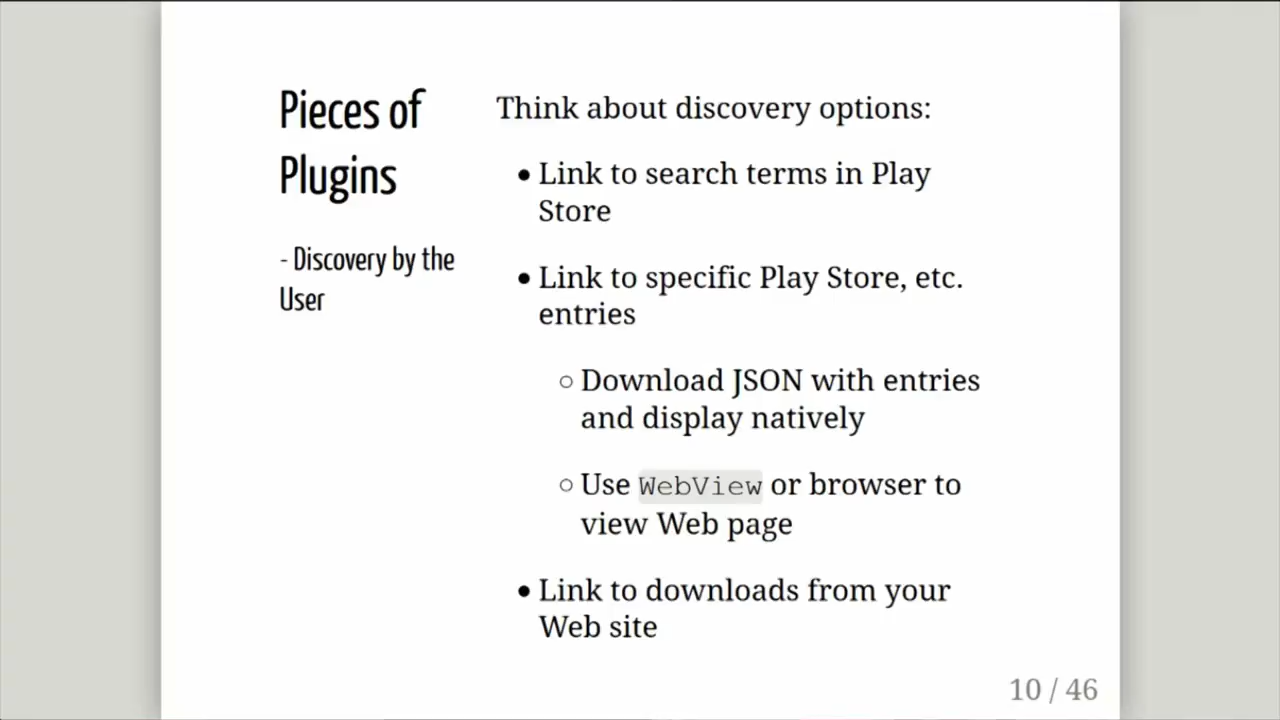 Pieces of
Plugins
- Discovery by the
User
Think about discovery options:
• Link to search terms in Play
Store
• Link to specific Play Store, etc.
entries
○ Download JSON with entries
and display natively
○ Use WebView or browser to
view Web page
• Link to downloads from your
Web site
10 / 46